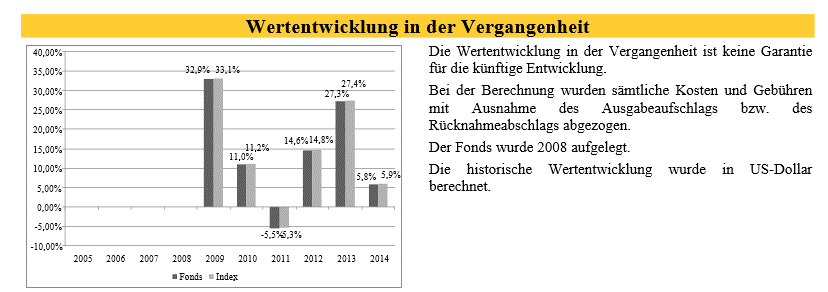 Wertentwicklung in der Vergangenheit
40,00%
35,00%
30,00%
25,00%
20,00%
15,00%
10,00%
5,00%
0,00%
-5,00%
-10,00%
32,9% 33,1%
11,0% 11,2%
-5,5% -5,3%
14,6% 14,8%
27,3% 27,4%
5,8% 5,9%
2005 2006 2007 2008 2009 2010 2011 2012 2013 2014
Fonds Index
Die Wertentwicklung in der Vergangenheit ist keine Garantie
für die künftige Entwicklung.
Bei der Berechnung wurden sämtliche Kosten und Gebühren
mit Ausnahme des Ausgabeaufschlags bzw. des
Rücknahmeabschlags abgezogen.
Der Fonds wurde 2008 aufgelegt.
Die historische Wertentwicklung wurde in US-Dollar
berechnet.